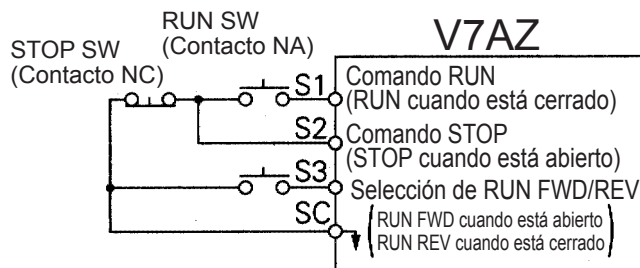 RUN SW
(Contacto NA)
STOP SW
(Contacto NC)
V7AZ
S1
Comando RUN
(RUN cuando está cerrado)
S2
Comando STOP
(STOP cuando está abierto)
S3
Selección de RUN FWD/REV
SC
(RUN FWD cuando está abierto
RUN REV cuando está cerrado)